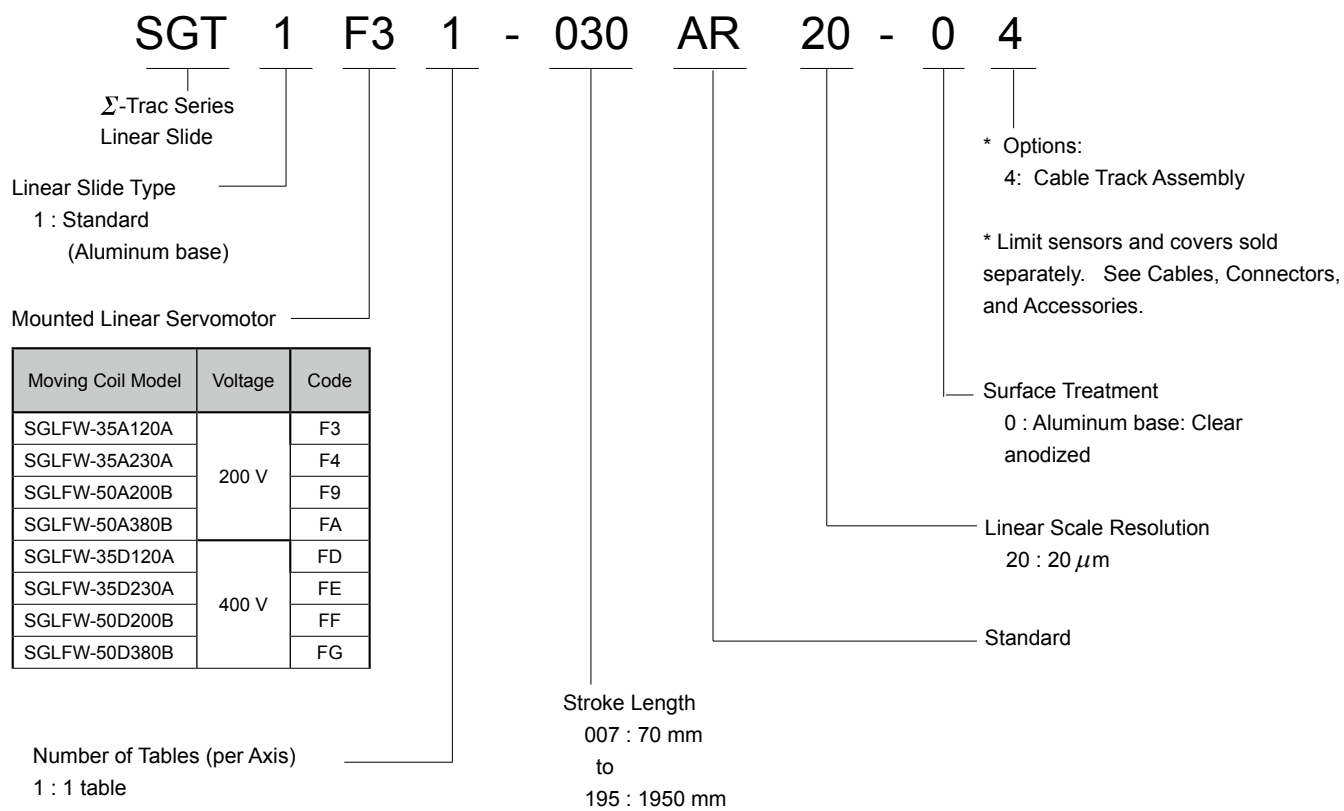 SGT 1 F3 1 - 030 AR 20 - 0 4
Σ-Trac Series
Linear Slide
Linear Slide Type
1 : Standard
(Aluminum base)
Mounted Linear Servomotor
Moving Coil Model Voltage Code
SGLFW-35A120A F3
SGLFW-35A230A F4
200 V
SGLFW-50A200B F9
SGLFW-50A380B FA
SGLFW-35D120A FD
SGLFW-35D230A FE
400 V
SGLFW-50D200B FF
SGLFW-50D380B FG
Number of Tables (per Axis)
1 : 1 table
Stroke Length
007 : 70 mm
to
195 : 1950 mm
* Options:
4: Cable Track Assembly
* Limit sensors and covers sold
separately. See Cables, Connectors,
and Accessories.
Surface Treatment
0 : Aluminum base: Clear
anodized
Linear Scale Resolution
20 : 20 μm
Standard